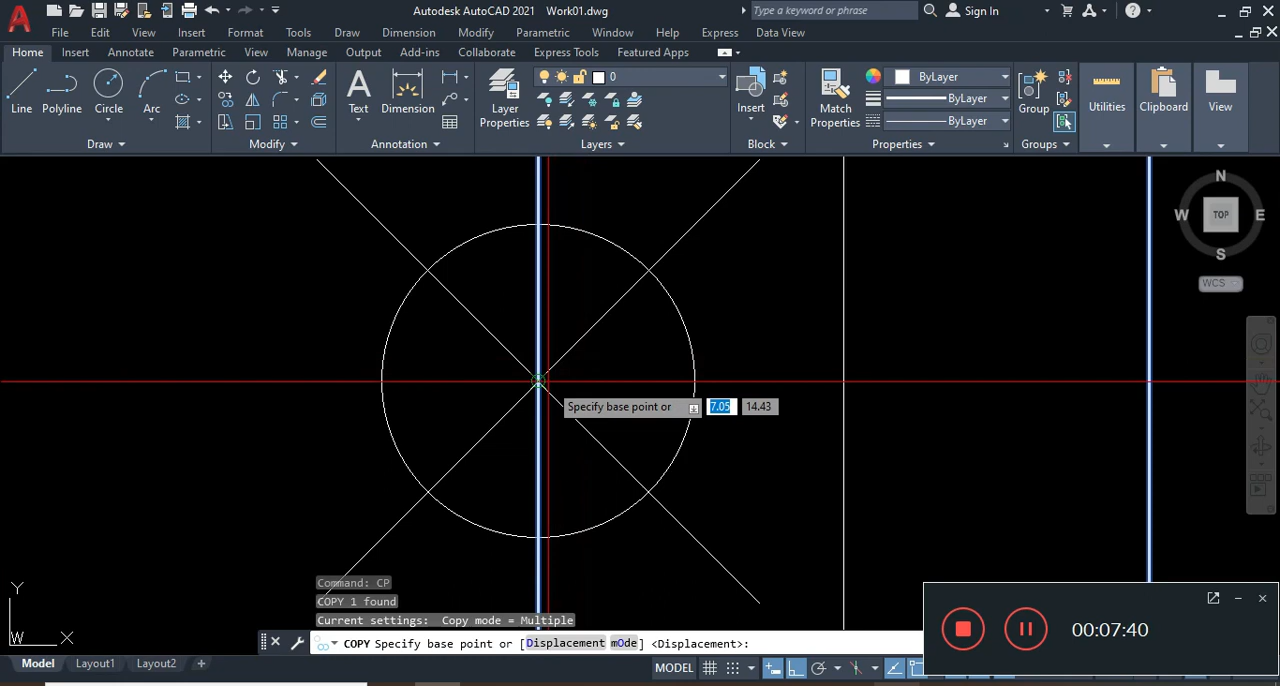 Autodesk AutoCAD 2021 Work01.dwg
Type a keyword or phrase
Sign In
File Edit View Insert Format Tools Draw Dimension Modify Parametric Window Help Express Data View
Home Insert Annotate Parametric View Manage Output Add-ins Collaborate Express Tools Featured Apps
0
ByLayer
ByLayer
ByLayer
Line Polyline Circle Arc
Text Dimension
Layer
Properties
Insert
Match
Properties
Group
Utilities
Clipboard
View
Draw Modify Annotation Layers Block Properties Groups
N
W TOP E
S
WCS
Specify base point or 7.05 14.43
Command: CP
COPY 1 found
Current settings: Copy mode = Multiple
COPY Specify base point or [Displacement mOde] <Displacement>:
Y
W X
00:07:40
Model Layout1 Layout2 +
MODEL